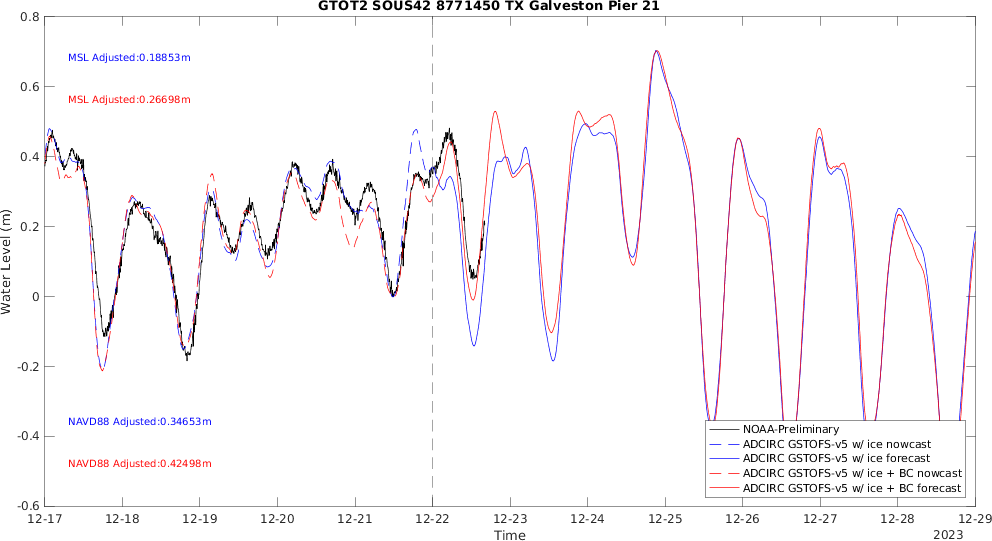 GTOT2 SOUS42 8771450 TX Galveston Pier 21
0.8
0.6
0.4
0.2
0
-0.2
-0.4
-0.6
Water Level (m)
MSL Adjusted:0.18853m
MSL Adjusted:0.26698m
NAVD88 Adjusted:0.34653m
NAVD88 Adjusted:0.42498m
NOAA-Preliminary
ADCIRC GSTOFS-v5 w/ ice nowcast
ADCIRC GSTOFS-v5 w/ ice forecast
ADCIRC GSTOFS-v5 w/ ice + BC nowcast
ADCIRC GSTOFS-v5 w/ ice + BC forecast
12-17 12-18 12-19 12-20 12-21 12-22 12-23 12-24 12-25 12-26 12-27 12-28 12-29
Time
2023